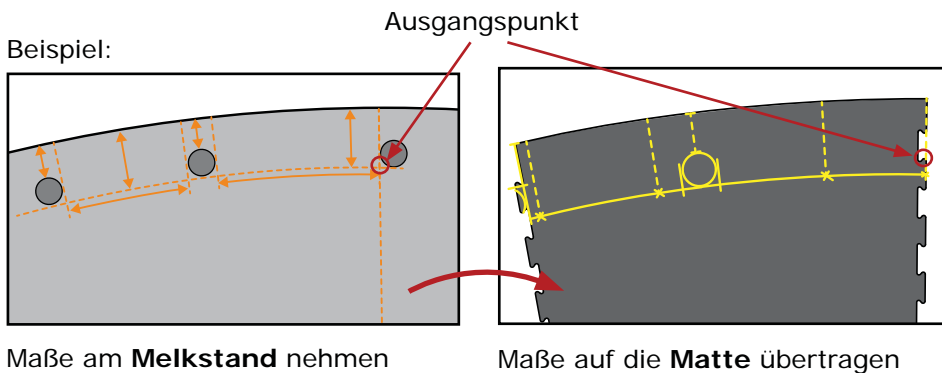 Ausgangspunkt
Beispiel:
Maße am Melkstand nehmen
Maße auf die Matte übertragen